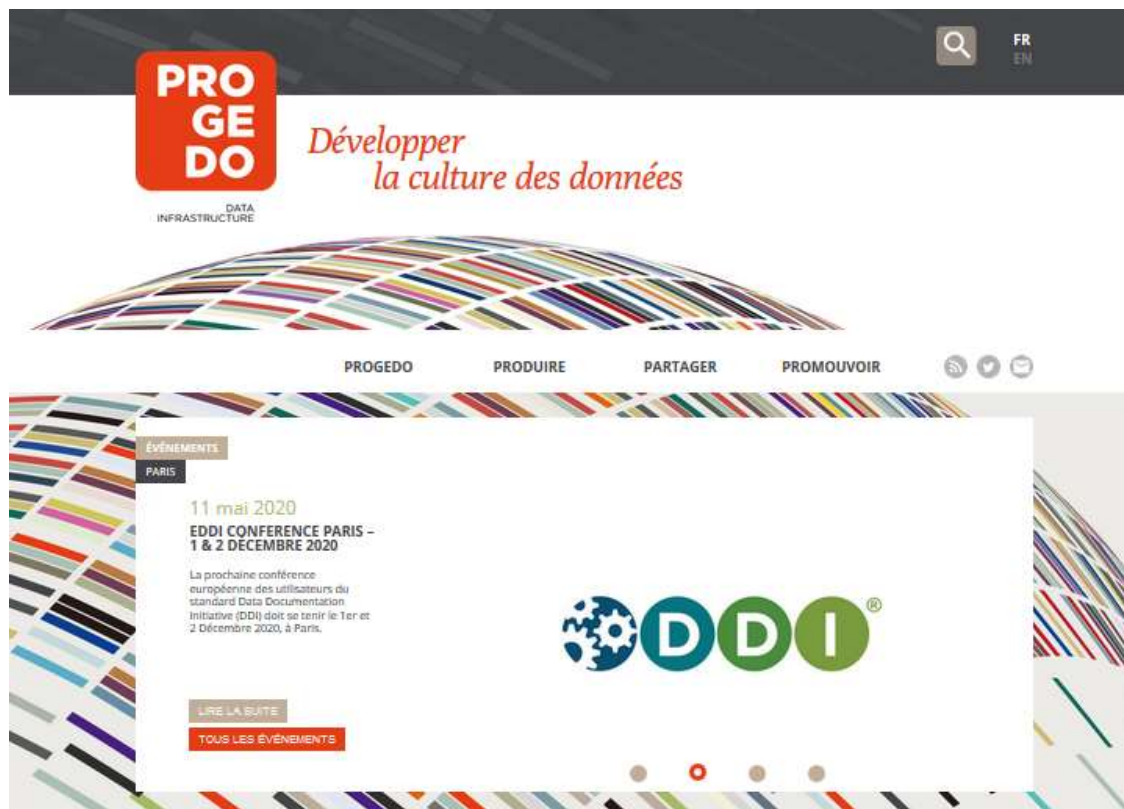 FR
EN
PRO
GE
DO
DATA
INFRASTRUCTURE
Développer
la culture des données
PROGEDO PRODUIRE PARTAGER PROMOUVOIR
ÉVÉNEMENTS
PARIS
11 mai 2020
EDDI CONFERENCE PARIS –
1 & 2 DÉCEMBRE 2020
La prochaine conférence
européenne des utilisateurs du
standard Data Documentation
Initiative (DDI) doit se tenir le 1er et
2 Décembre 2020, à Paris.
DDI®
LIRE LA SUITE
TOUS LES ÉVÉNEMENTS